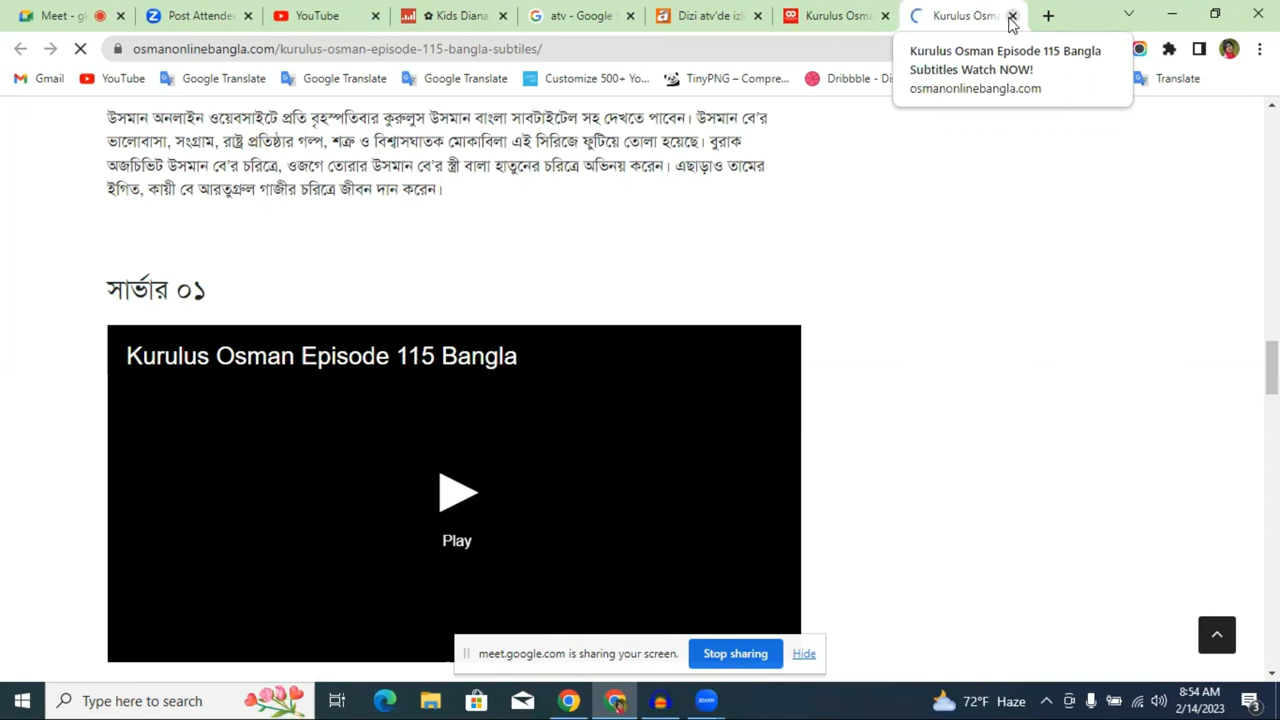 Meet - gl
Post Attende
YouTube
✿ Kids Diana
atv - Google
Dizi atv'de izl
Kurulus Osm
Kurulus Osm
osmanonlinebangla.com/kurulus-osman-episode-115-bangla-subtiles/
Kurulus Osman Episode 115 Bangla
Subtitles Watch NOW!
osmanonlinebangla.com
Gmail
YouTube
Google Translate
Google Translate
Google Translate
Customize 500+ Yo...
TinyPNG – Compre...
Dribbble - Di
Translate
উসমান অনলাইন ওয়েবসাইটে প্রতি বৃহস্পতিবার কুরুলুস উসমান বাংলা সাবটাইটেল সহ দেখতে পাবেন। উসমান বে'র
ভালোবাসা, সংগ্রাম, রাষ্ট্র প্রতিষ্ঠার গল্প, শত্রু ও বিশ্বাসঘাতক মোকাবিলা এই সিরিজে ফুটিয়ে তোলা হয়েছে। বুরাক
অজচিভিট উসমান বে'র চরিত্রে, ওজগে তোরার উসমান বে'র স্ত্রী বালা হাতুনের চরিত্রে অভিনয় করেন। এছাড়াও তামের
ইগিত, কায়ী বে আরতুগ্রুল গাজীর চরিত্রে জীবন দান করেন।
সার্ভার ০১
Kurulus Osman Episode 115 Bangla
Play
meet.google.com is sharing your screen.
Stop sharing
Hide
Type here to search
zoom
72°F Haze
8:54 AM
2/14/2023
3